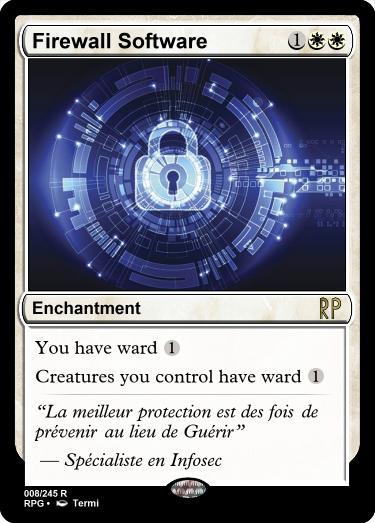 Firewall Software 1
Enchantment RP
You have ward 1
Creatures you control have ward 1
“La meilleur protection est des fois de
prévenir au lieu de Guérir”
— Spécialiste en Infosec
008/245 R
RPG • Termi